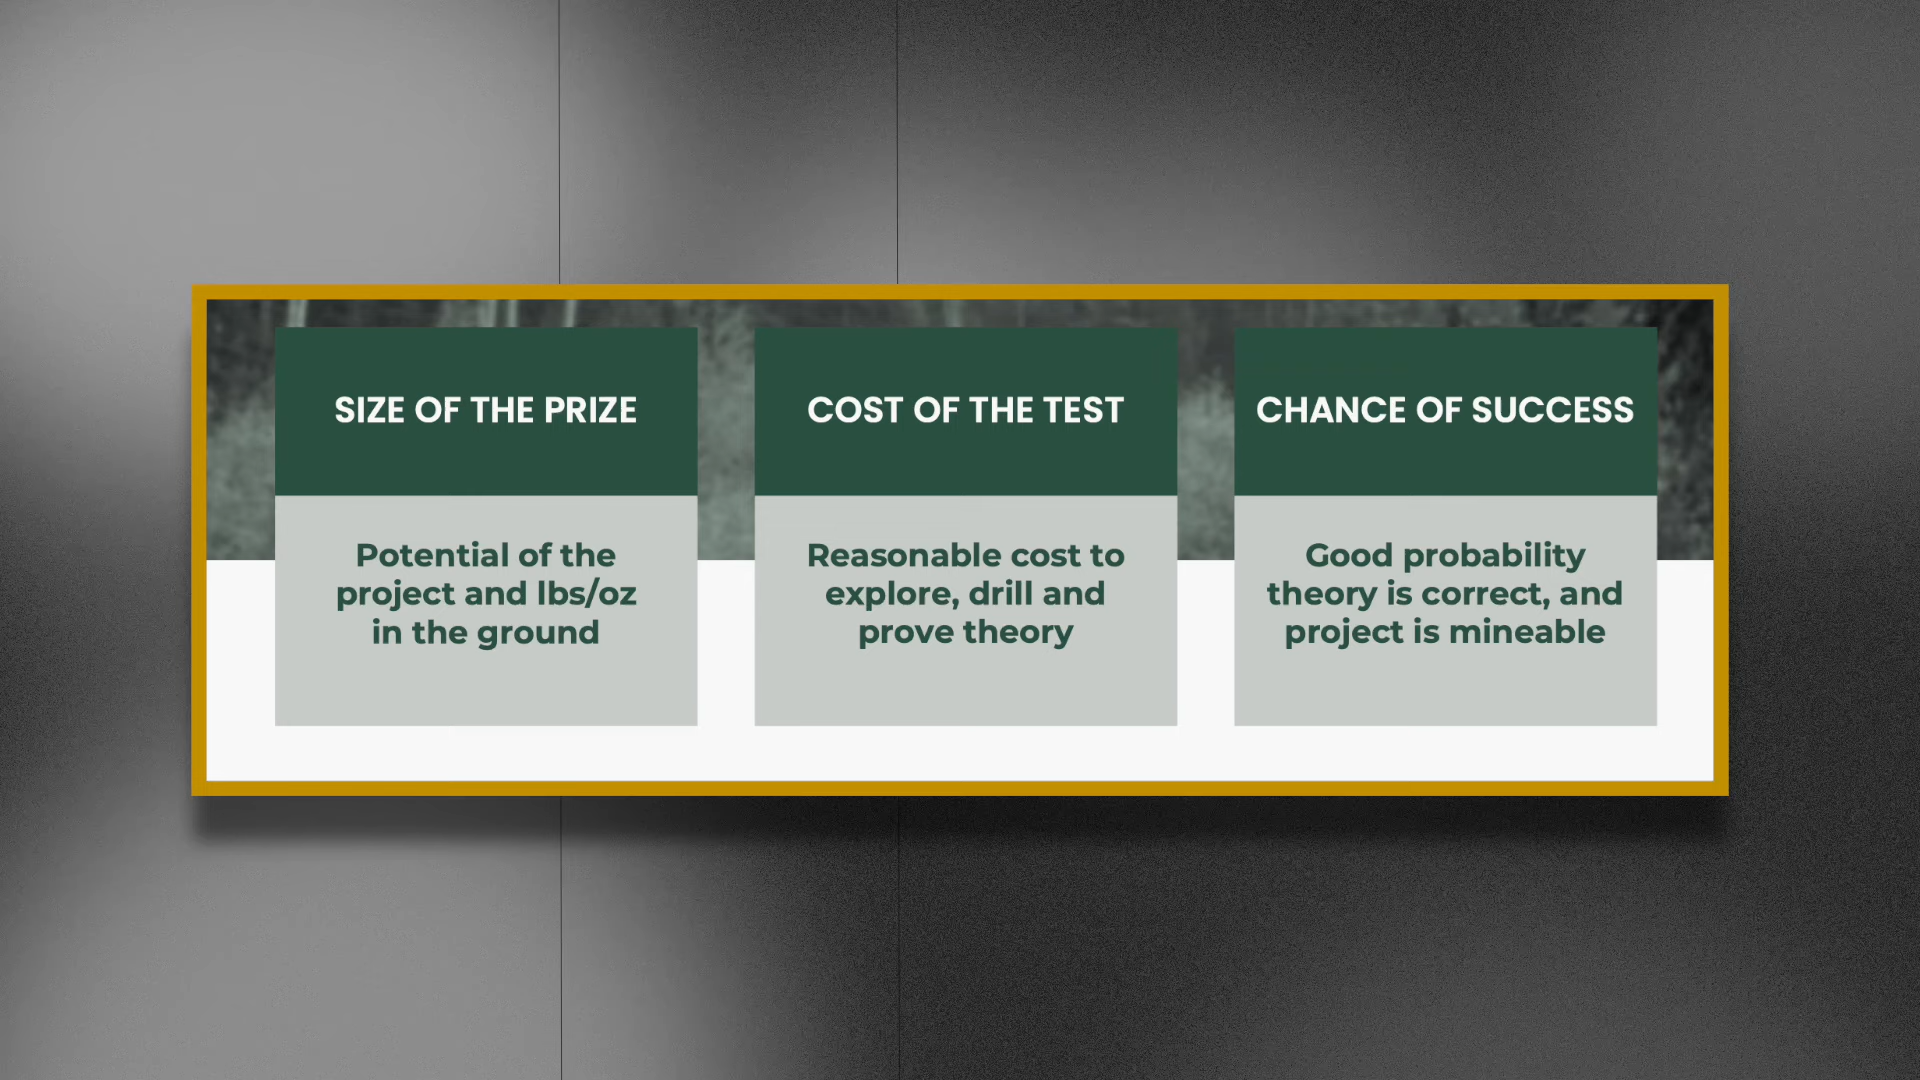 SIZE OF THE PRIZE
Potential of the
project and lbs/oz
in the ground
COST OF THE TEST
Reasonable cost to
explore, drill and
prove theory
CHANCE OF SUCCESS
Good probability
theory is correct, and
project is mineable